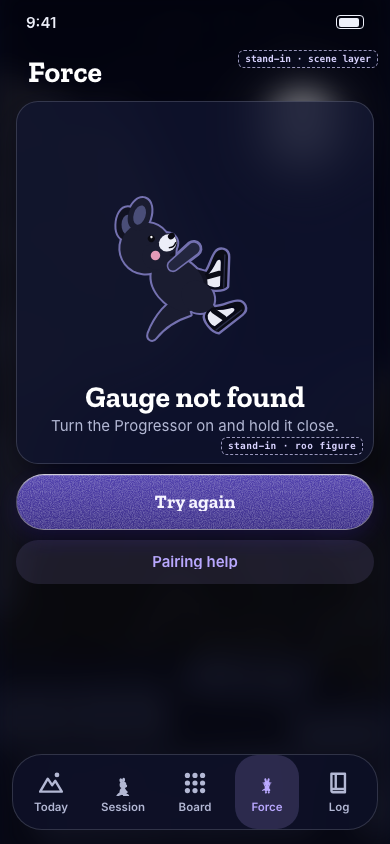 9:41
stand-in · scene layer
Force
Gauge not found
Turn the Progressor on and hold it close.
stand-in · roo figure
Try again
Pairing help
Today
Session
Board
Force
Log